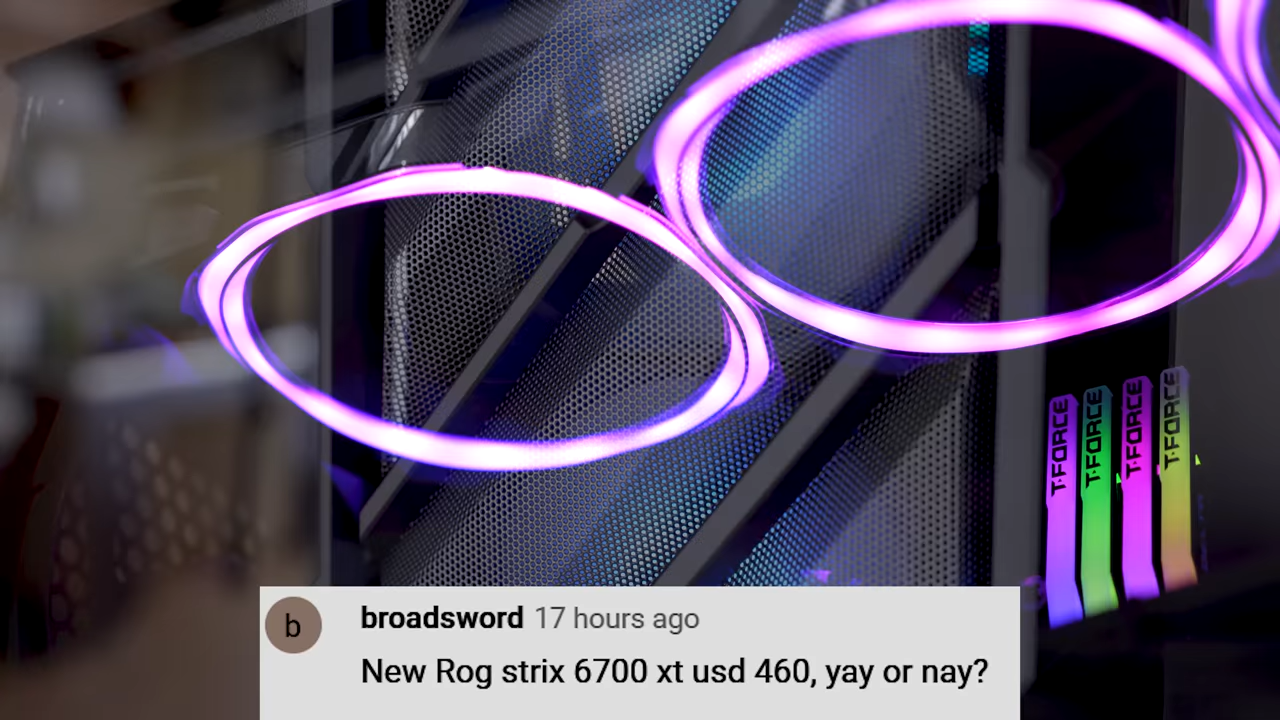 T-FORCE
T-FORCE
T-FORCE
T-FORCE
b
broadsword 17 hours ago
New Rog strix 6700 xt usd 460, yay or nay?